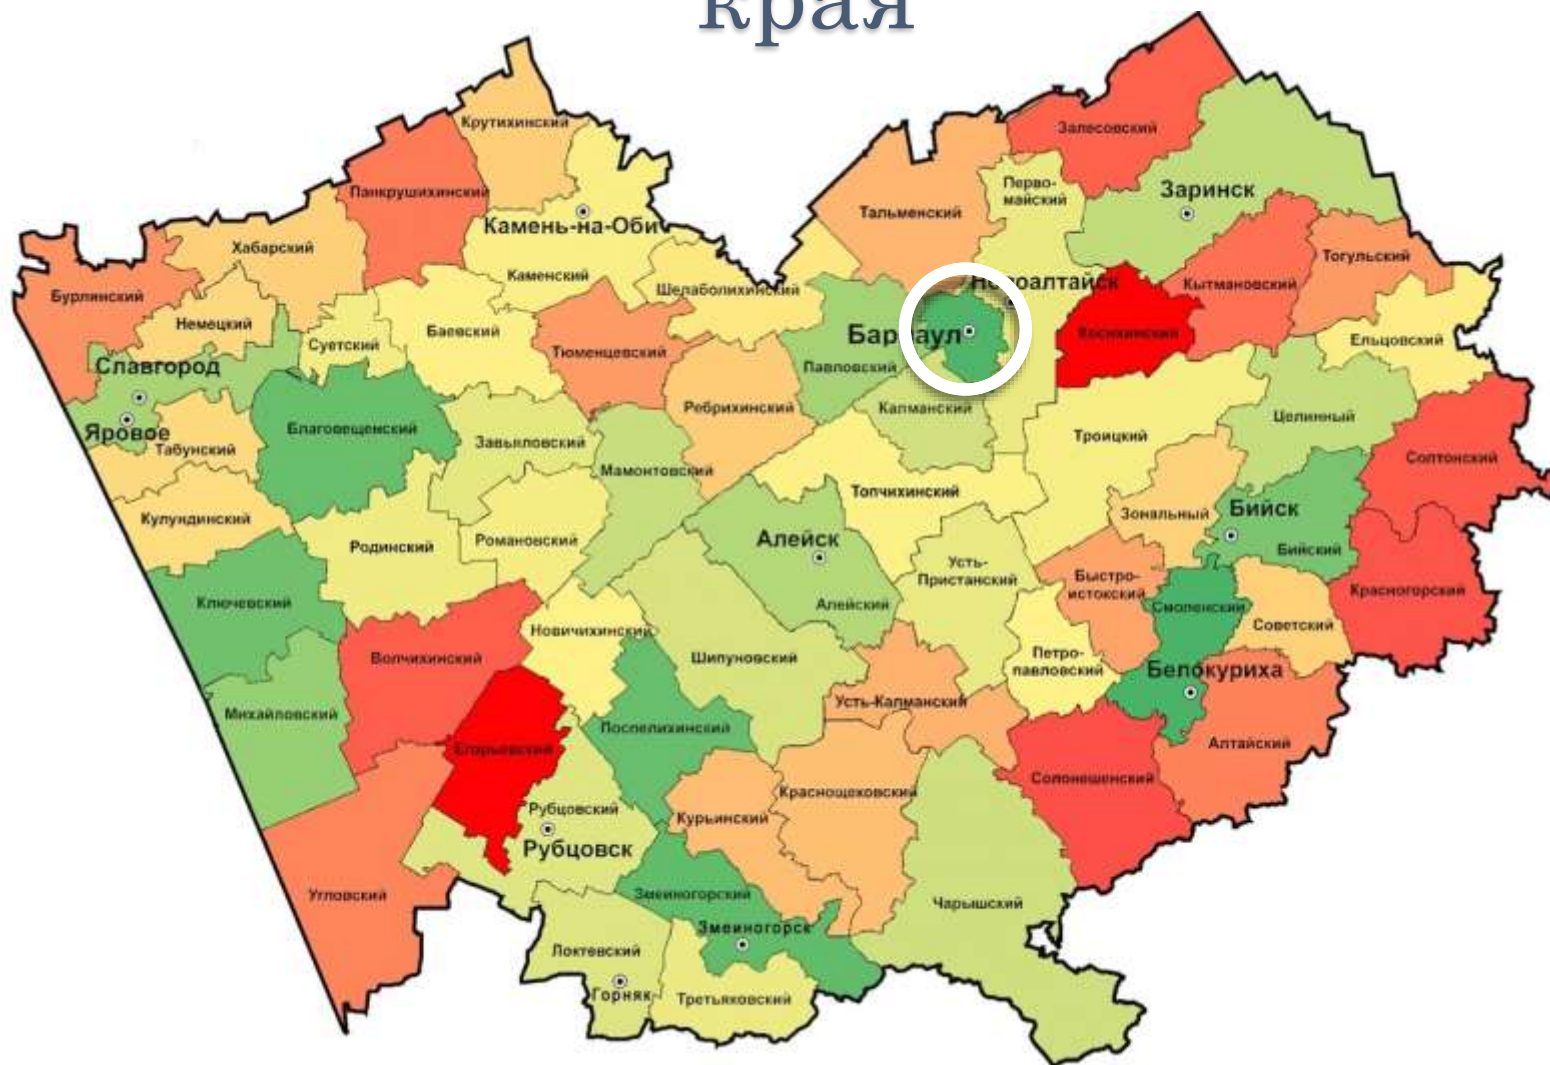 края
Крутихинский
Залесовский
Панкрушихинский
Перво-
майский
Заринск
Тальменский
Камень-на-Оби
Хабарский
Тогульский
Каменский
Новоалтайск
Кытмановский
Шелаболихинский
Бурлинский
Немецкий
Баевский
Барнаул
Косихинский
Суетский
Ельцовский
Тюменцевский
Славгород
Павловский
Ребрихинский
Калманский
Целинный
Благовещенский
Яровое
Завьяловский
Троицкий
Табунский
Солтонский
Мамонтовский
Топчихинский
Бийск
Зональный
Кулундинский
Алейск
Романовский
Родинский
Бийский
Усть-
Пристанский
Быстро-
истокский
Красногорский
Ключевский
Алейский
Смоленский
Советский
Новичихинский
Волчихинский
Шипуновский
Петро-
павловский
Белокуриха
Усть-Калманский
Михайловский
Поспелихинский
Алтайский
Егорьевский
Солонешенский
Краснощековский
Рубцовский
Курьинский
Рубцовск
Угловский
Змеиногорский
Чарышский
Змеиногорск
Локтевский
Горняк
Третьяковский